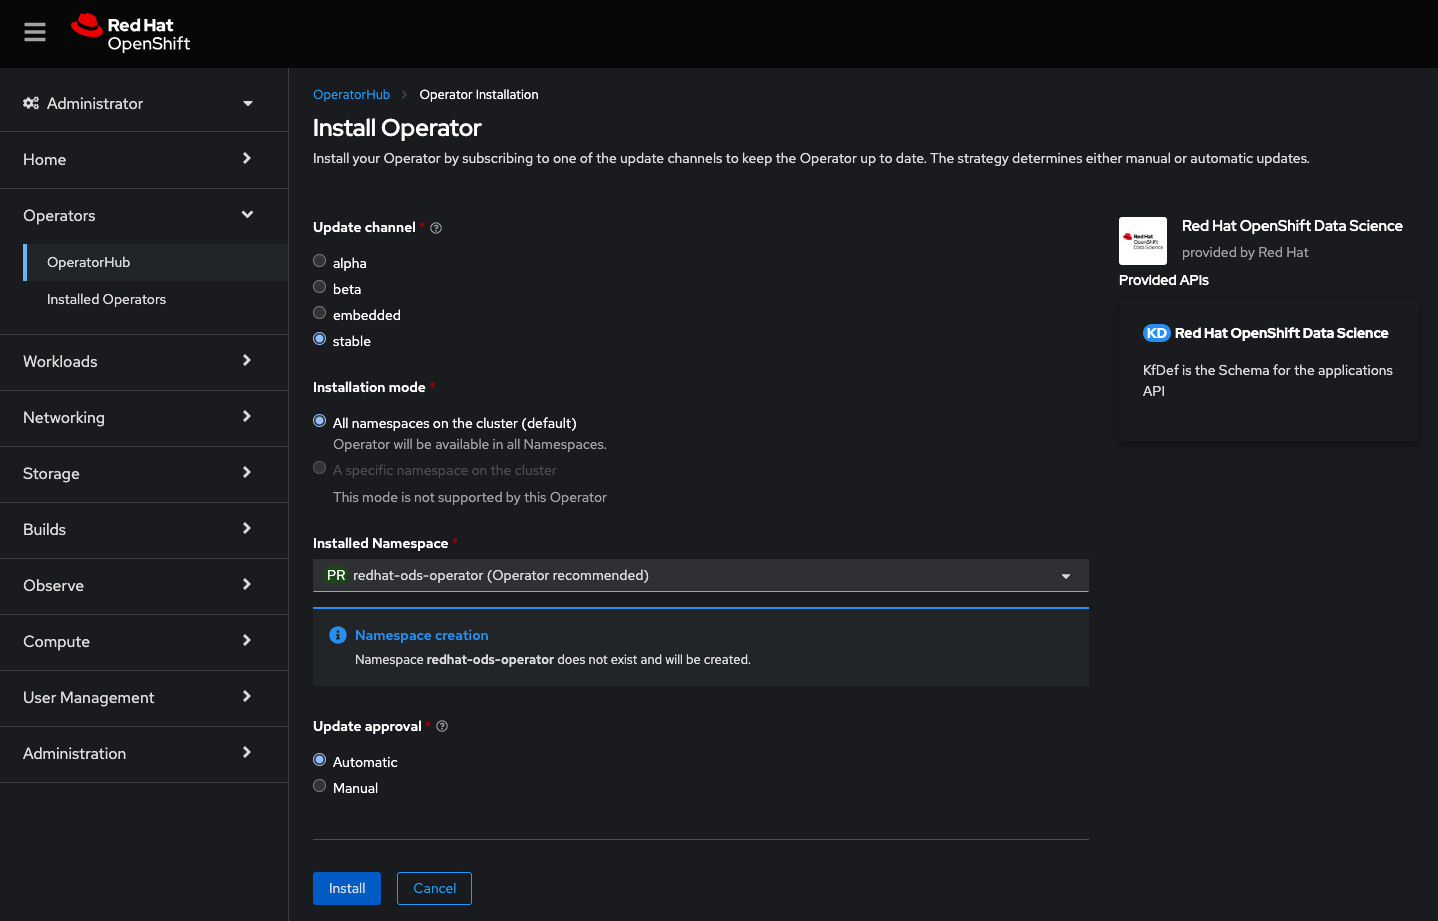 Red Hat
OpenShift
Administrator
Home
Operators
OperatorHub
Installed Operators
Workloads
Networking
Storage
Builds
Observe
Compute
User Management
Administration
OperatorHub
Operator Installation
Install Operator
Install your Operator by subscribing to one of the update channels to keep the Operator up to date. The strategy determines either manual or automatic updates.
Update channel *
alpha
beta
embedded
stable
Installation mode *
All namespaces on the cluster (default)
Operator will be available in all Namespaces.
A specific namespace on the cluster
This mode is not supported by this Operator
Installed Namespace *
PR redhat-ods-operator (Operator recommended)
Namespace creation
Namespace redhat-ods-operator does not exist and will be created.
Update approval *
Automatic
Manual
Install
Cancel
Red Hat
OpenShift
Data Science
Red Hat OpenShift Data Science
provided by Red Hat
Provided APIs
KD Red Hat OpenShift Data Science
KfDef is the Schema for the applications
API